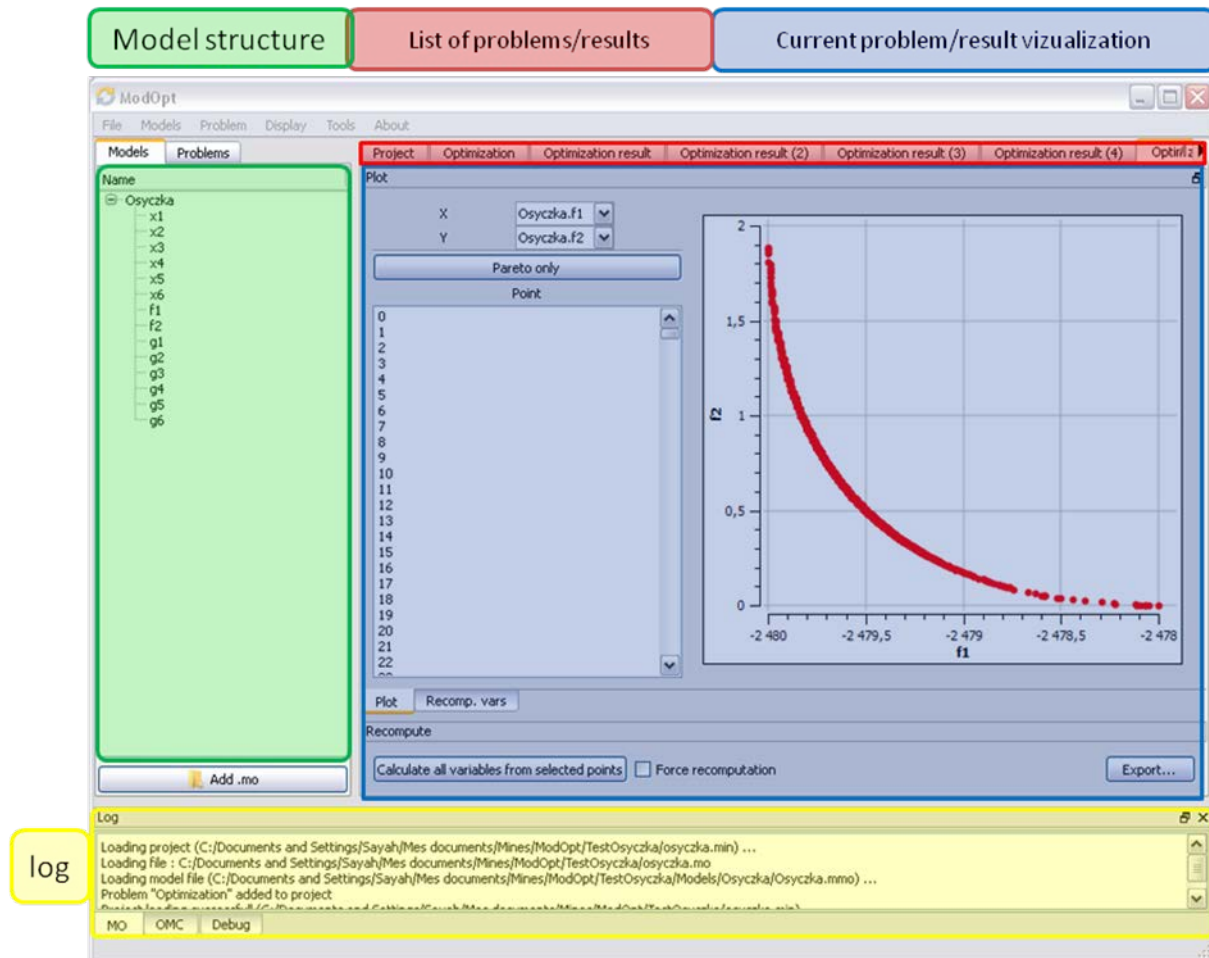 Model structure
List of problems/results
Current problem/result vizualization
ModOpt
File Models Problem Display Tools About
Models Problems
Project Optimization Optimization result Optimization result (2) Optimization result (3) Optimization result (4)
Name
Osyczka
x1
x2
x3
x4
x5
x6
f1
f2
g1
g2
g3
g4
g5
g6
Add .mo
Plot
X Osyczka.f1
Y Osyczka.f2
Pareto only
Point
0
1
2
3
4
5
6
7
8
9
10
11
12
13
14
15
16
17
18
19
20
21
22
2
1,5
1
0,5
0
f2
-2 480 -2 479,5 -2 479 -2 478,5 -2 478
f1
Plot Recomp. vars
Recompute
Calculate all variables from selected points Force recomputation Export...
log
Log
Loading project (C:/Documents and Settings/Sayah/Mes documents/Mines/ModOpt/TestOsyczka/osyczka.min) ...
Loading file : C:/Documents and Settings/Sayah/Mes documents/Mines/ModOpt/TestOsyczka/osyczka.mo
Loading model file (C:/Documents and Settings/Sayah/Mes documents/Mines/ModOpt/TestOsyczka/Models/Osyczka/Osyczka.mmo) ...
Problem "Optimization" added to project
MO OMC Debug